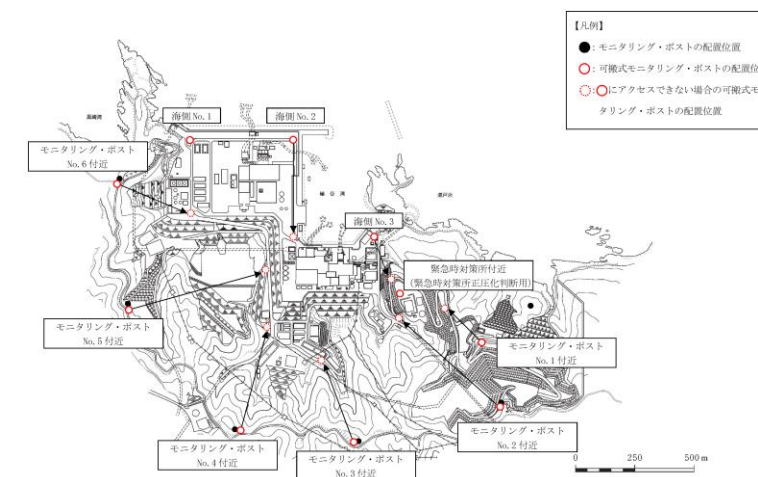 【凡例】
●：モニタリング・ポストの配置位置
○：可搬式モニタリング・ポストの配置位
○：○にアクセスできない場合の可搬式モ
タリング・ポストの配置位置
海側 No.1
海側 No.2
モニタリング・ポスト
No.6 付近
海側 No.3
緊急時対策所付近
(緊急時対策所正圧化判断用)
モニタリング・ポスト
No.5 付近
モニタリング・ポスト
No.1 付近
モニタリング・ポスト
No.4 付近
モニタリング・ポスト
No.3 付近
モニタリング・ポスト
No.2 付近
0 250 500 m